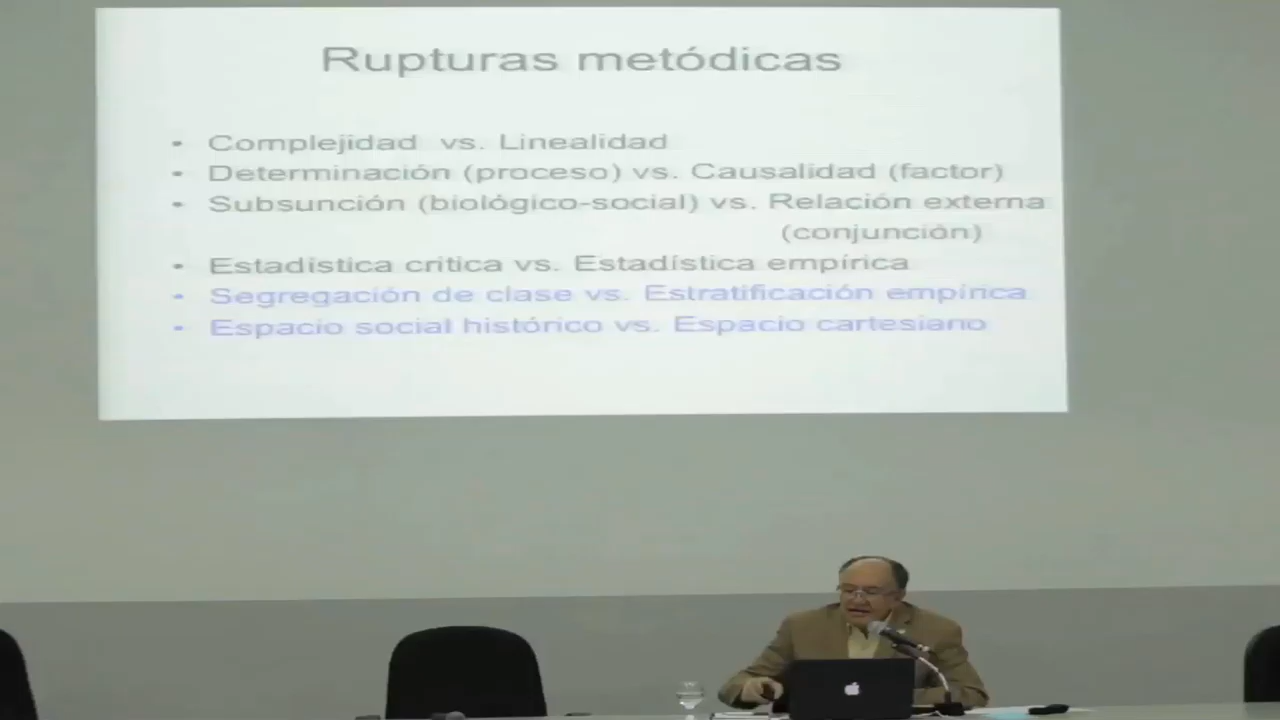 Rupturas metódicas
• Complejidad vs. Linealidad
• Determinación (proceso) vs. Causalidad (factor)
• Subsunción (biológico-social) vs. Relación externa
(conjunción)
• Estadística critica vs. Estadística empírica
• Segregación de clase vs. Estratificación empírica
• Espacio social histórico vs. Espacio cartesiano